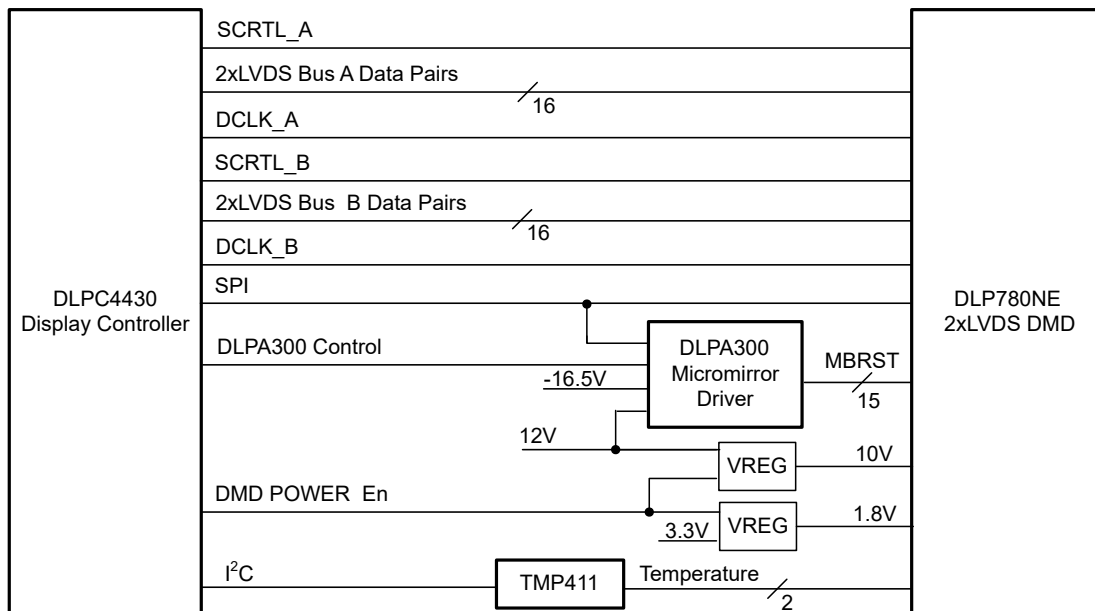 SCRTL_A
2xLVDS Bus A Data Pairs
16
DCLK_A
SCRTL_B
2xLVDS Bus B Data Pairs
16
DCLK_B
SPI
DLPC4430
Display Controller
DLP780NE
2xLVDS DMD
DLPA300 Control
DLPA300
Micromirror
Driver
MBRST
15
-16.5V
12V
VREG
10V
DMD POWER En
3.3V
VREG
1.8V
I²C
TMP411
Temperature
2